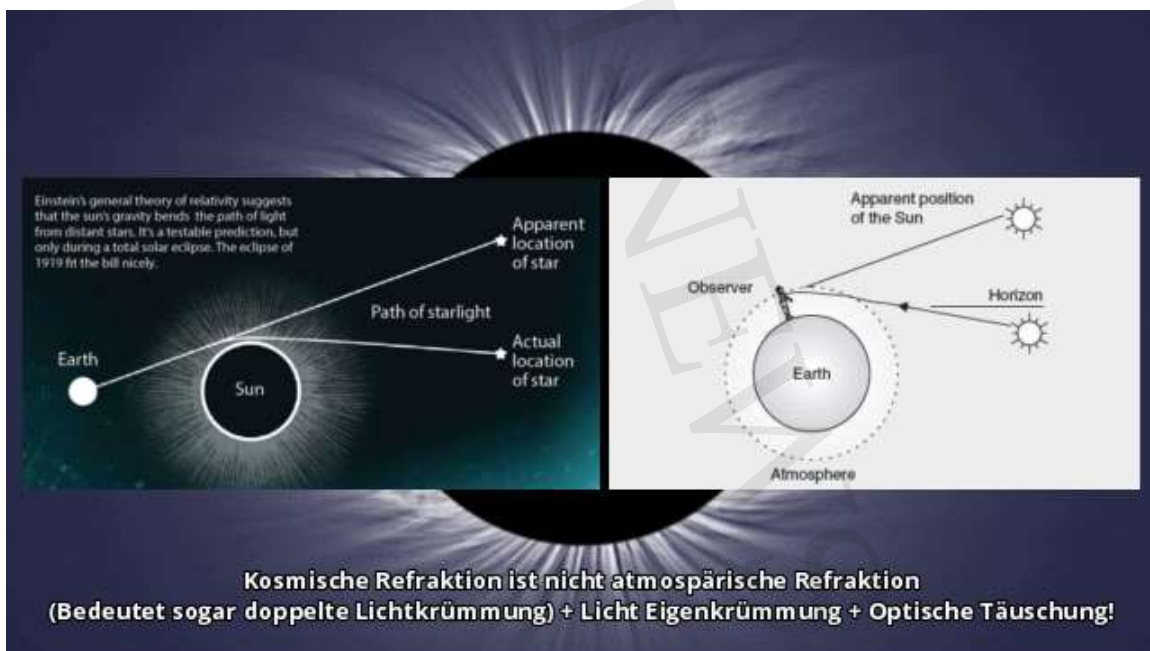 Einstein's general theory of relativity suggests
that the sun's gravity bends the path of light
from distant stars. It's a testable prediction, but
only during a total solar eclipse. The eclipse of
1919 fit the bill nicely.
Apparent
location
of star
Path of starlight
Earth
Actual
location
of star
Sun
Apparent position
of the Sun
Observer
Horizon
Earth
Atmosphere
Kosmische Refraktion ist nicht atmospärische Refraktion
(Bedeutet sogar doppelte Lichtkrümmung) + Licht Eigenkrümmung + Optische Täuschung!